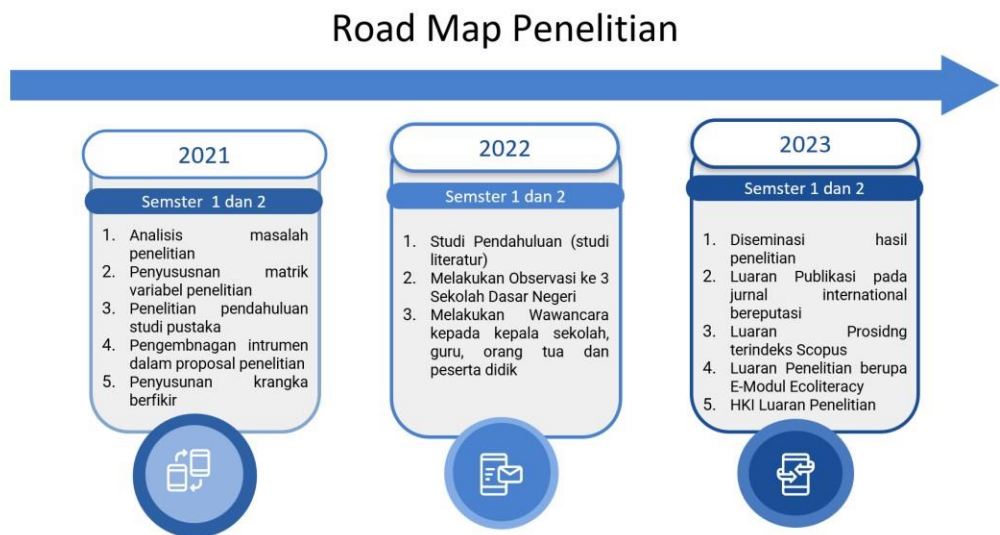 Road Map Penelitian
2021
Semster 1 dan 2
1. Analisis masalah
penelitian
2. Penyususnan matrik
variabel penelitian
3. Penelitian pendahuluan
studi pustaka
4. Pengembnagan intrumen
dalam proposal penelitian
5. Penyusunan krangka
berfikir
2022
Semster 1 dan 2
1. Studi Pendahuluan (studi
literatur)
2. Melakukan Observasi ke 3
Sekolah Dasar Negeri
3. Melakukan Wawancara
kepada kepala sekolah,
guru, orang tua dan
peserta didik
2023
Semster 1 dan 2
1. Diseminasi hasil
penelitian
2. Luaran Publikasi pada
jurnal international
bereputasi
3. Luaran Prosidng
terindeks Scopus
4. Luaran Penelitian berupa
E-Modul Ecoliteracy
5. HKI Luaran Penelitian